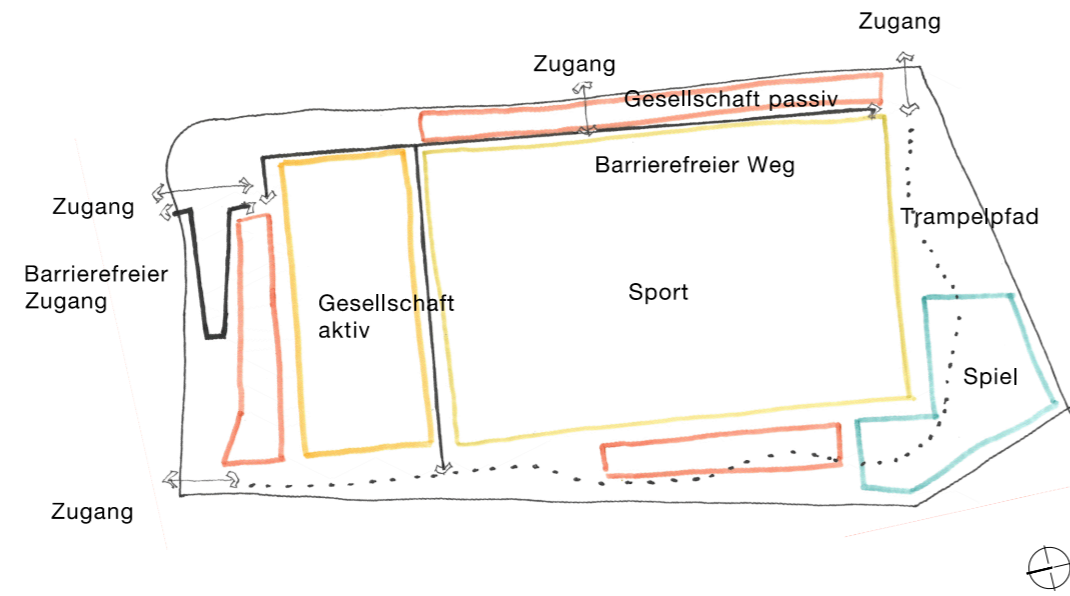 Zugang
Zugang
Gesellschaft passiv
Barrierefreier Weg
Zugang
Trampelpfad
Barrierefreier
Zugang
Gesellschaft
aktiv
Sport
Spiel
Zugang